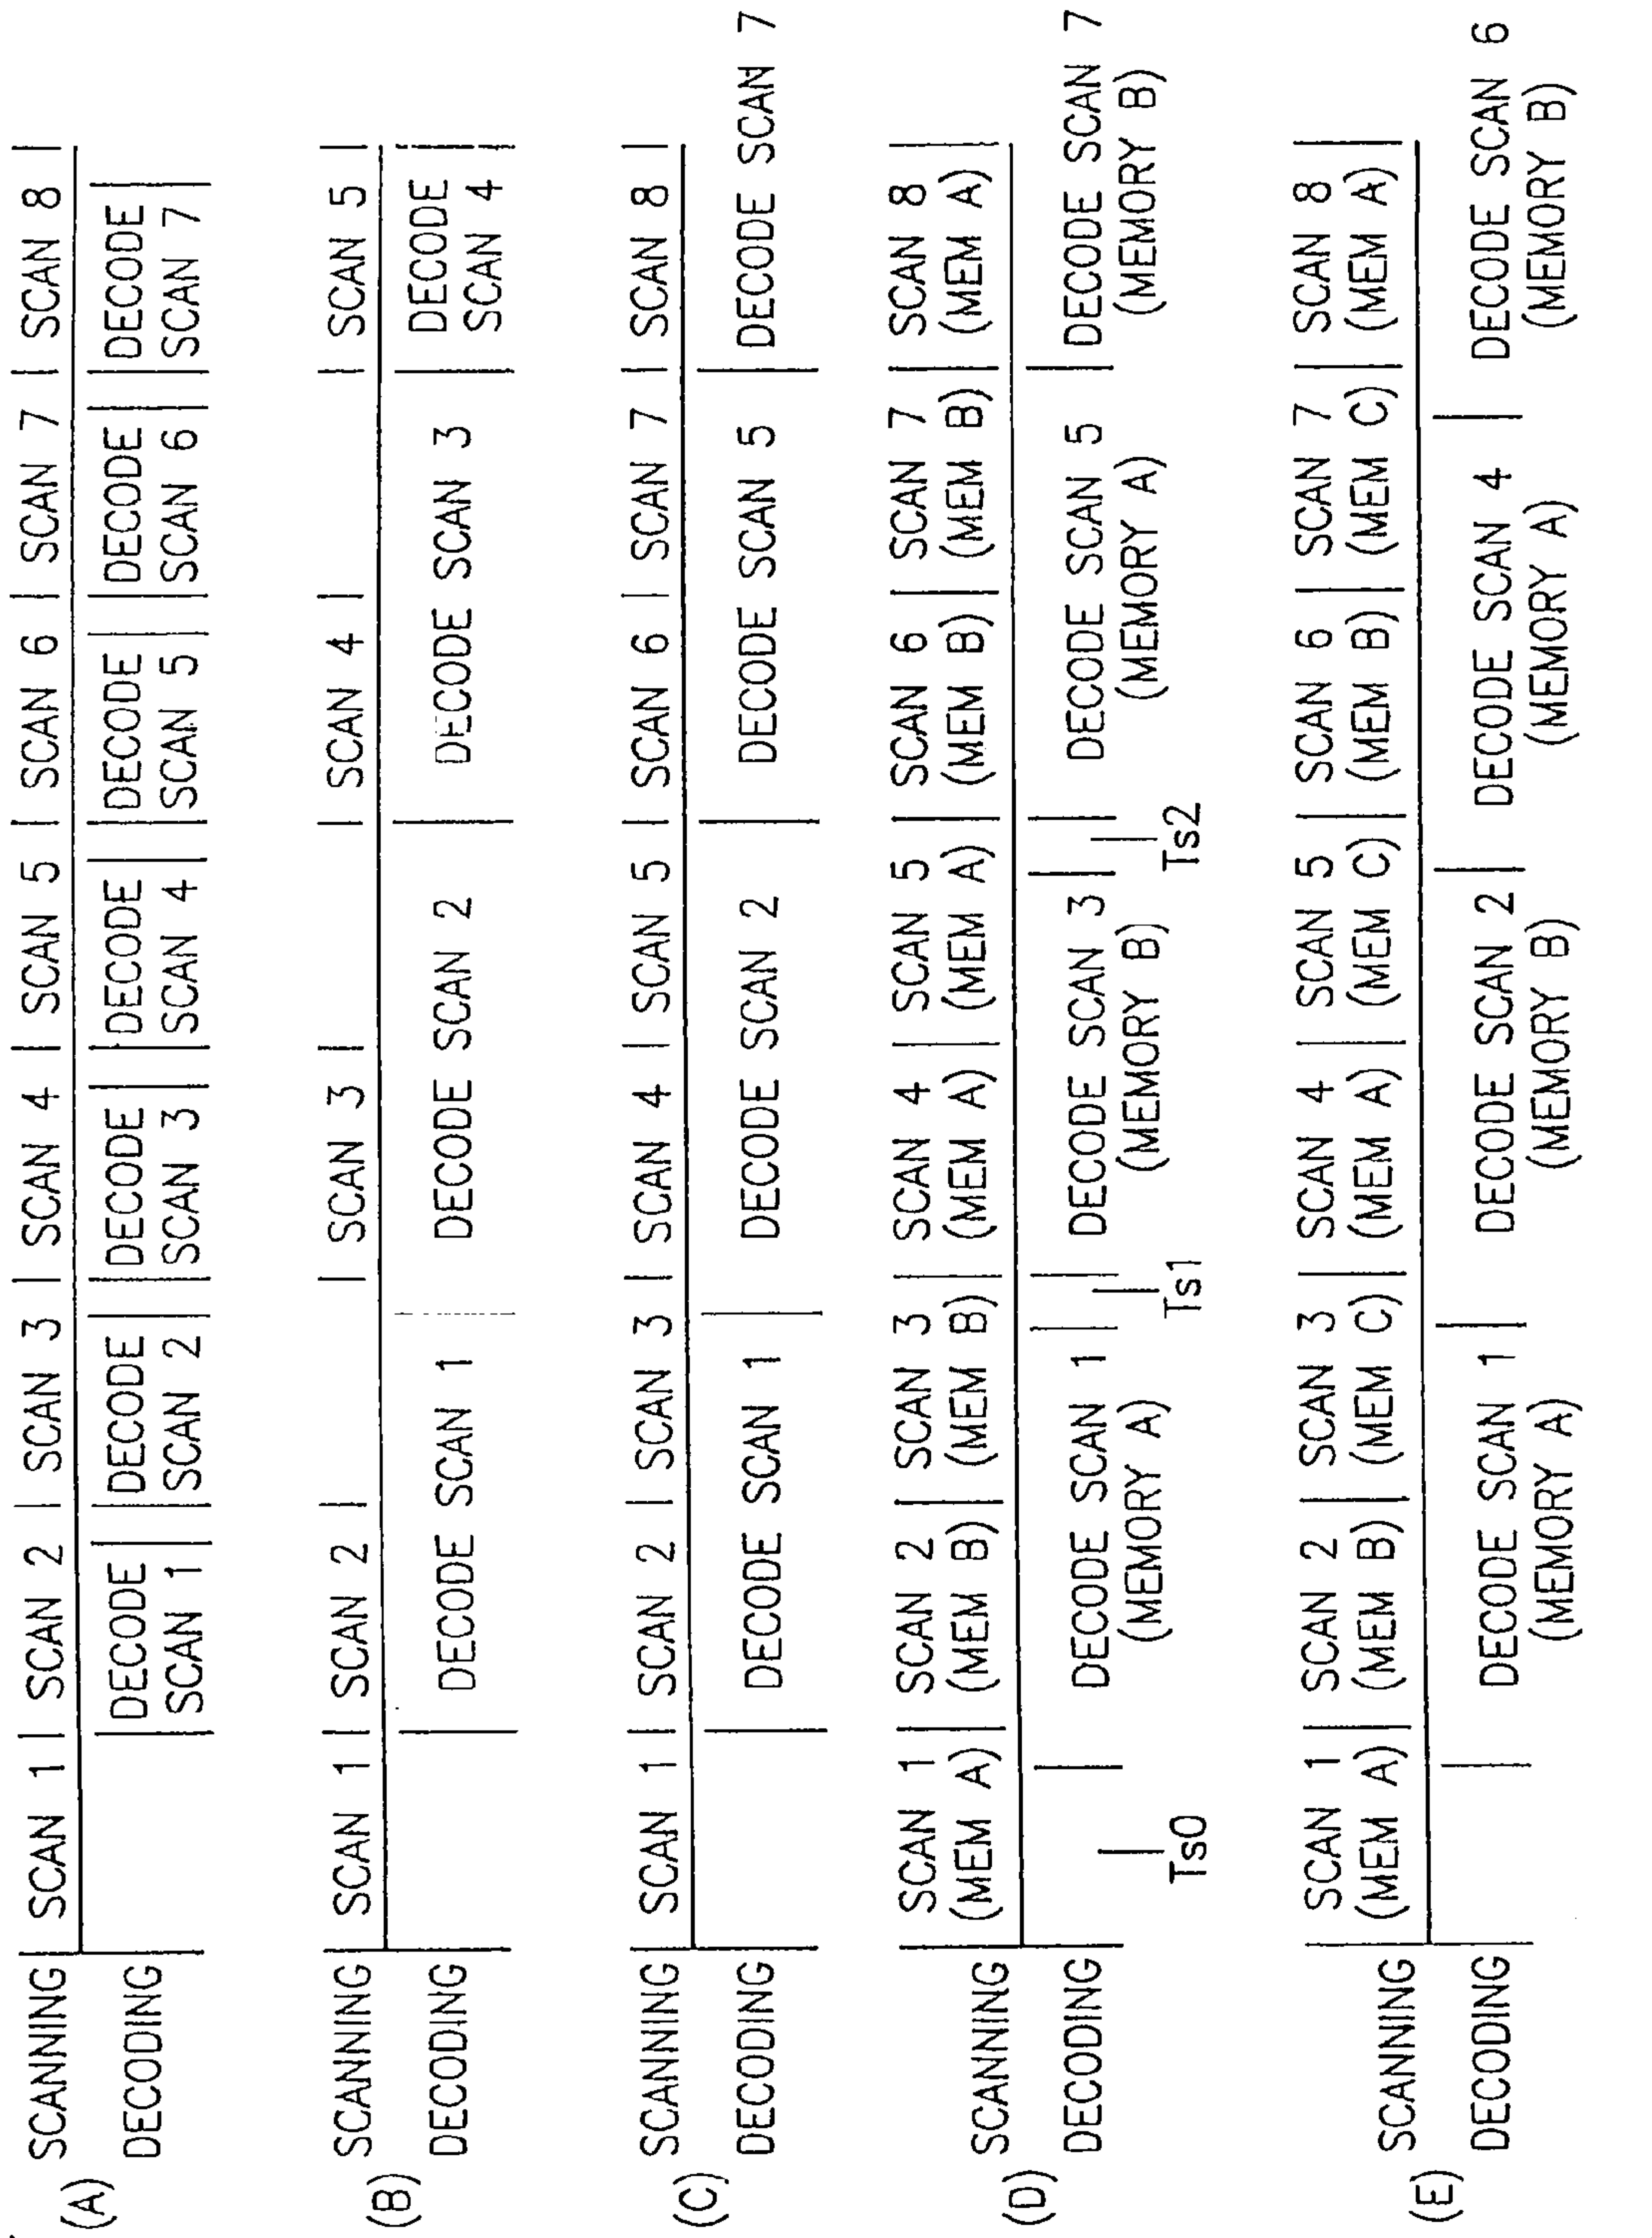 (A) SCANNING | SCAN 1 | SCAN 2 | SCAN 3 | SCAN 4 | SCAN 5 | SCAN 6 | SCAN 7 | SCAN 8 |
DECODING | DECODE | DECODE | DECODE | DECODE | DECODE | DECODE | DECODE |
SCAN 1 | SCAN 2 | SCAN 3 | SCAN 4 | SCAN 5 | SCAN 6 | SCAN 7 |
(B) SCANNING | SCAN 1 | SCAN 2 | | SCAN 3 | | SCAN 4 | | SCAN 5 |
DECODING | DECODE SCAN 1 | DECODE SCAN 2 | DECODE SCAN 3 | DECODE
SCAN 4
(C) SCANNING | SCAN 1 | SCAN 2 | SCAN 3 | SCAN 4 | SCAN 5 | SCAN 6 | SCAN 7 | SCAN 8 |
DECODING | DECODE SCAN 1 | DECODE SCAN 2 | DECODE SCAN 5 | DECODE SCAN 7
(D) SCANNING | SCAN 1 | SCAN 2 | SCAN 3 | SCAN 4 | SCAN 5 | SCAN 6 | SCAN 7 | SCAN 8 |
(MEM A) | (MEM B) | (MEM B) | (MEM A) | (MEM A) | (MEM B) | (MEM B) | (MEM A)
DECODING | DECODE SCAN 1 | DECODE SCAN 3 | DECODE SCAN 5 | DECODE SCAN 7
(MEMORY A) (MEMORY B) (MEMORY A) (MEMORY B)
Ts0 Ts1 Ts2
(E) SCANNING | SCAN 1 | SCAN 2 | SCAN 3 | SCAN 4 | SCAN 5 | SCAN 6 | SCAN 7 | SCAN 8 |
(MEM A) | (MEM B) | (MEM C) | (MEM A) | (MEM C) | (MEM B) | (MEM C) | (MEM A)
DECODING | DECODE SCAN 1 | DECODE SCAN 2 | DECODE SCAN 4 | DECODE SCAN 6
(MEMORY A) (MEMORY B) (MEMORY A) (MEMORY B)